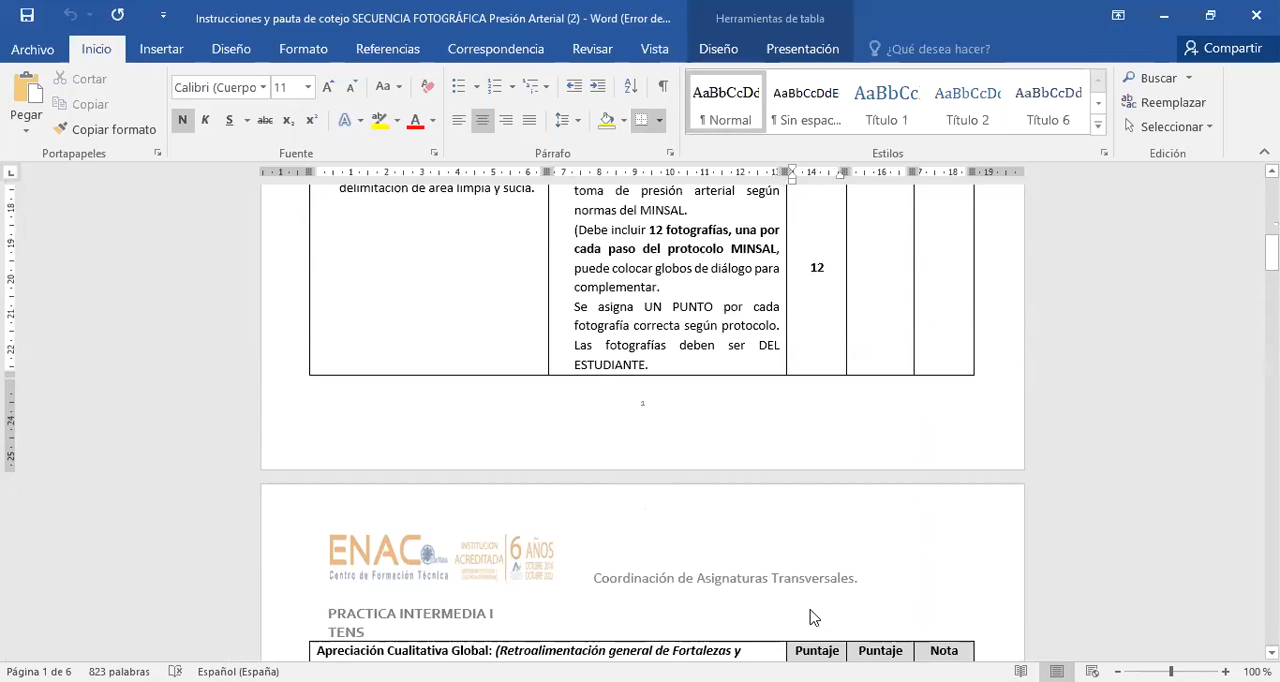 Instrucciones y pauta de cotejo SECUENCIA FOTOGRÁFICA Presión Arterial (2) - Word (Error de...
Herramientas de tabla
Archivo Inicio Insertar Diseño Formato Referencias Correspondencia Revisar Vista Diseño Presentación ¿Qué desea hacer? Compartir
Pegar
Cortar
Copiar
Copiar formato
Portapapeles
Calibri (Cuerpo 11
Fuente
Párrafo
AaBbCcDd AaBbCcDdE AaBbCc AaBbCcDc AaBbCcDd
¶ Normal ¶ Sin espac... Título 1 Título 2 Título 6
Estilos
Buscar
Reemplazar
Seleccionar
Edición
delimitación de área limpia y sucia.
toma de presión arterial según
normas del MINSAL.
(Debe incluir 12 fotografías, una por
cada paso del protocolo MINSAL,
puede colocar globos de diálogo para
complementar.
Se asigna UN PUNTO por cada
fotografía correcta según protocolo.
Las fotografías deben ser DEL
ESTUDIANTE.
12
1
ENAC
Centro de Formación Técnica
INSTITUCIÓN
ACREDITADA
6 AÑOS
Coordinación de Asignaturas Transversales.
PRACTICA INTERMEDIA I
TENS
Apreciación Cualitativa Global: (Retroalimentación general de Fortalezas y
Puntaje Puntaje Nota
Página 1 de 6 823 palabras Español (España) 100 %